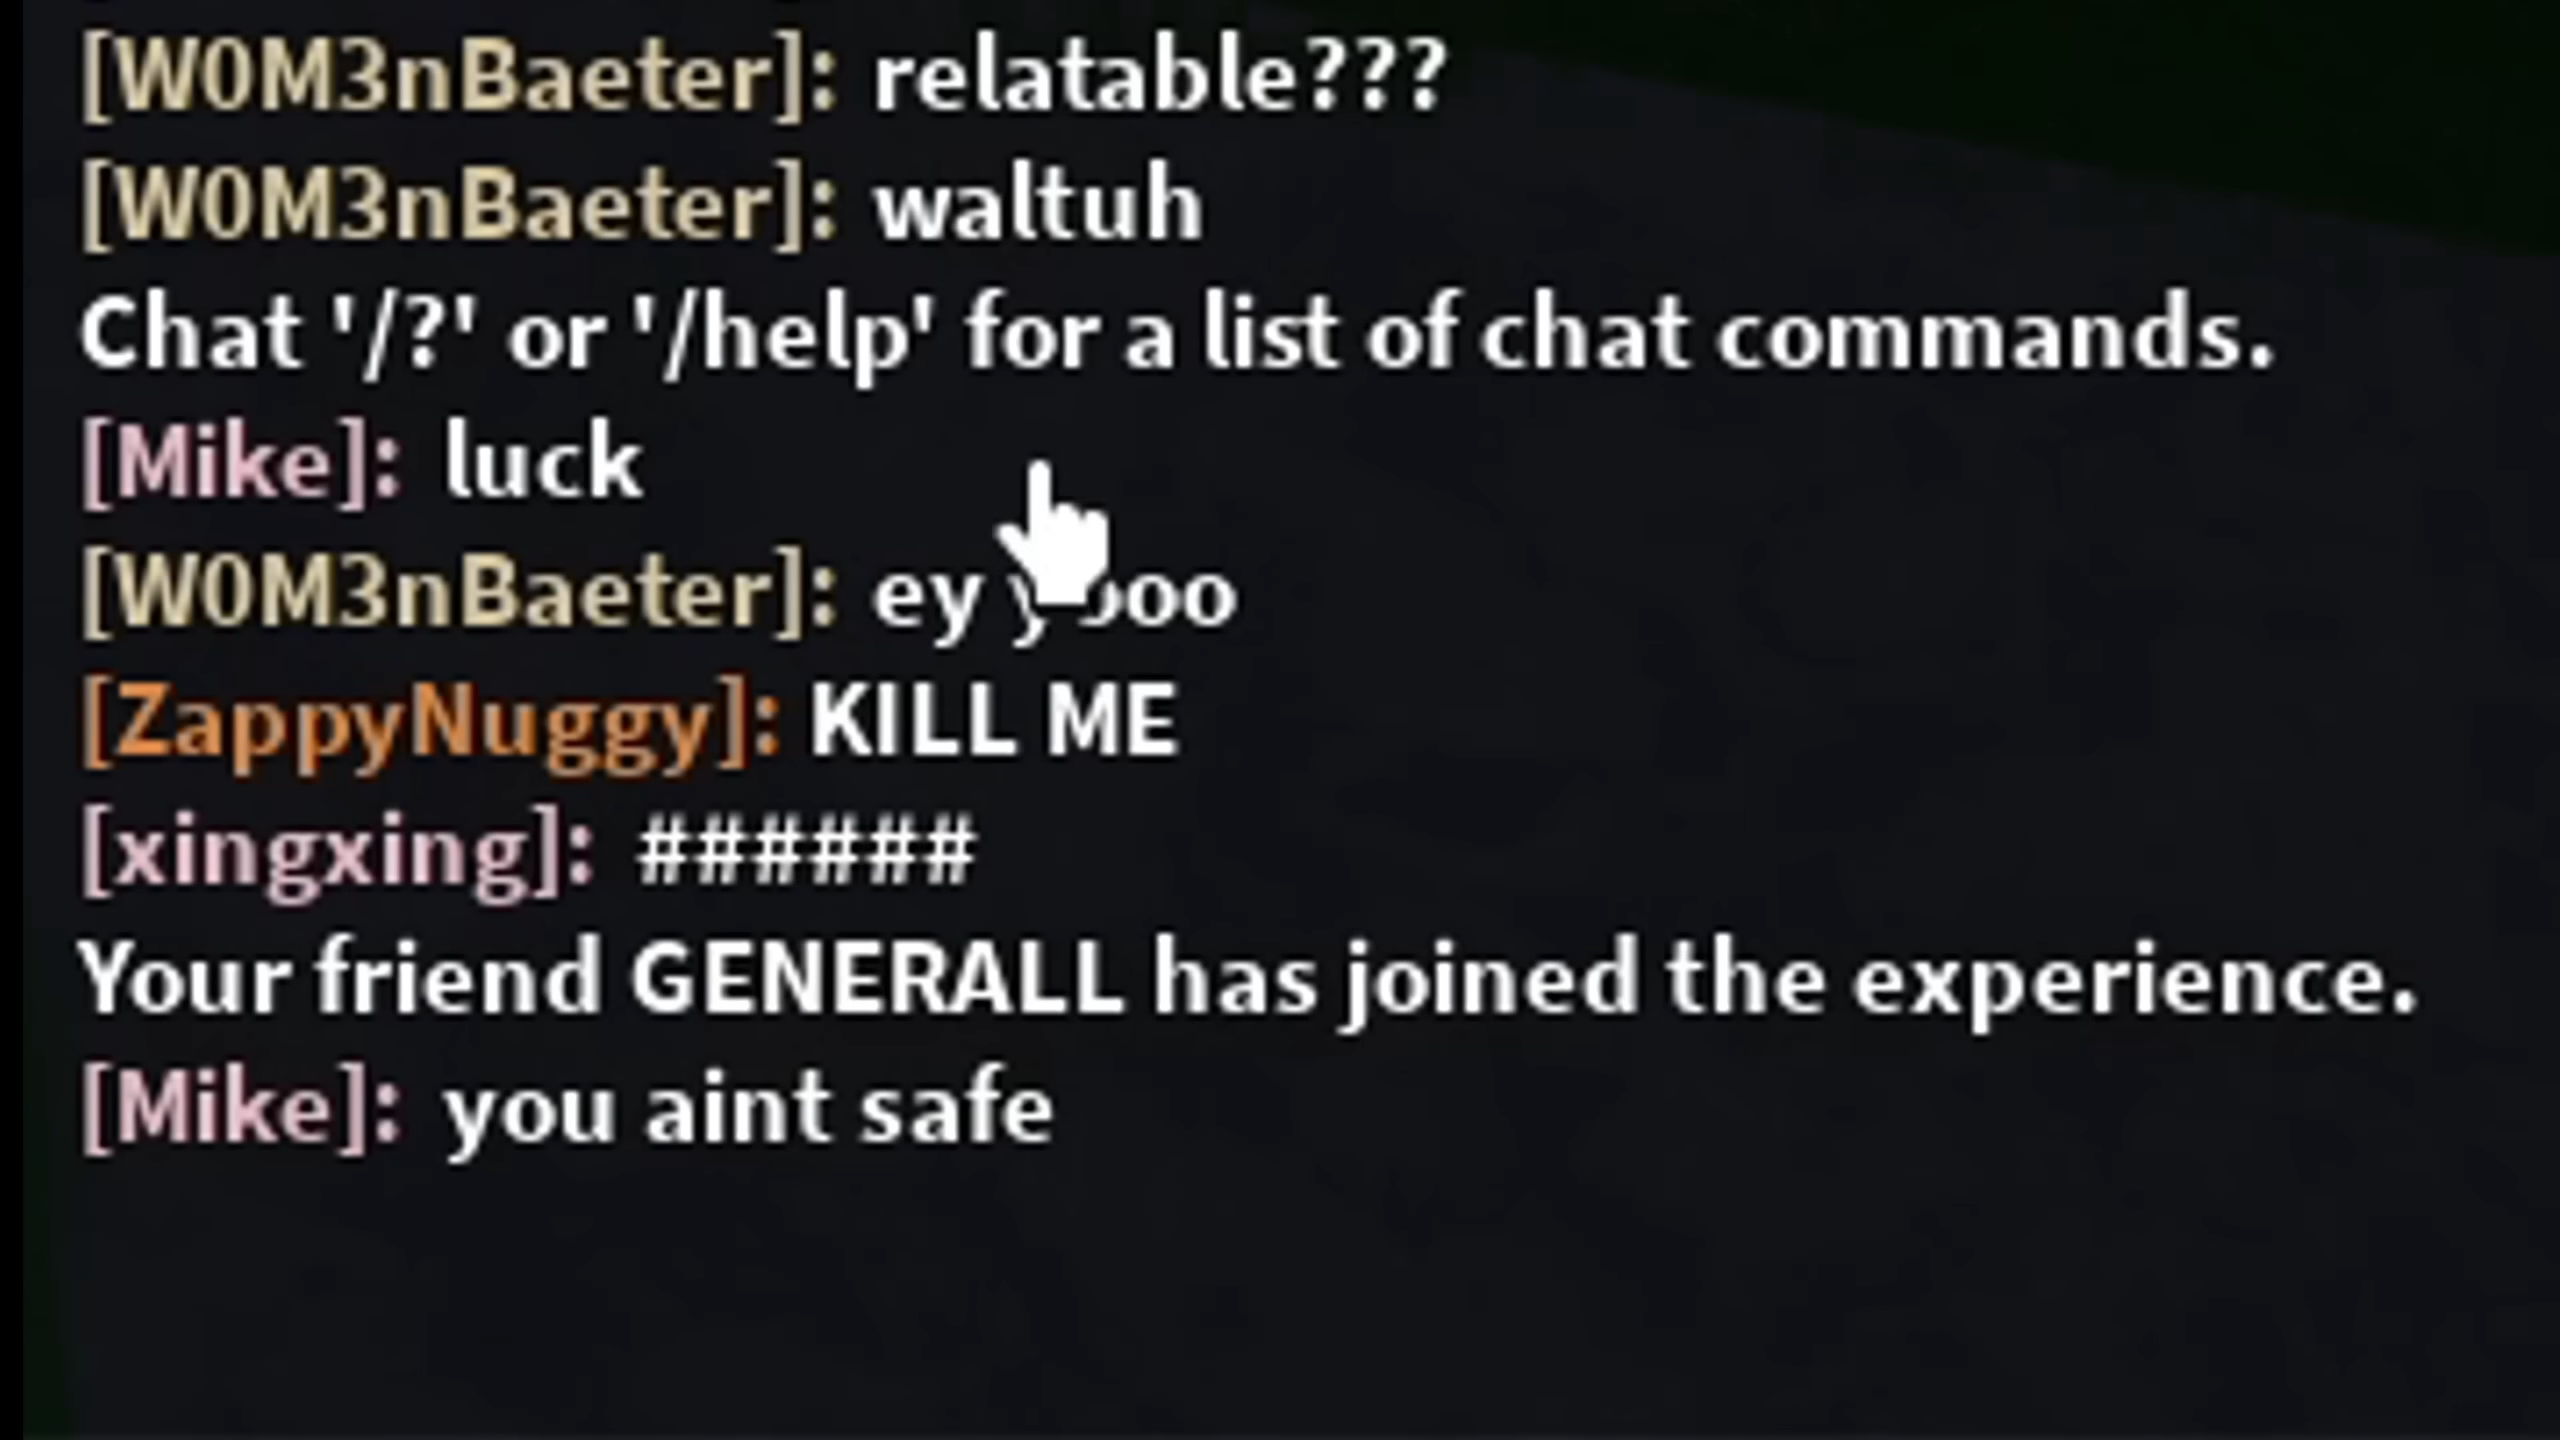 [W0M3nBaeter]: relatable???
[W0M3nBaeter]: waltuh
Chat '/?' or '/help' for a list of chat commands.
[Mike]: luck
[W0M3nBaeter]: ey
[ZappyNuggy]: KILL ME
[xingxing]: ######
Your friend GENERALL has joined the experience.
[Mike]: you aint safe